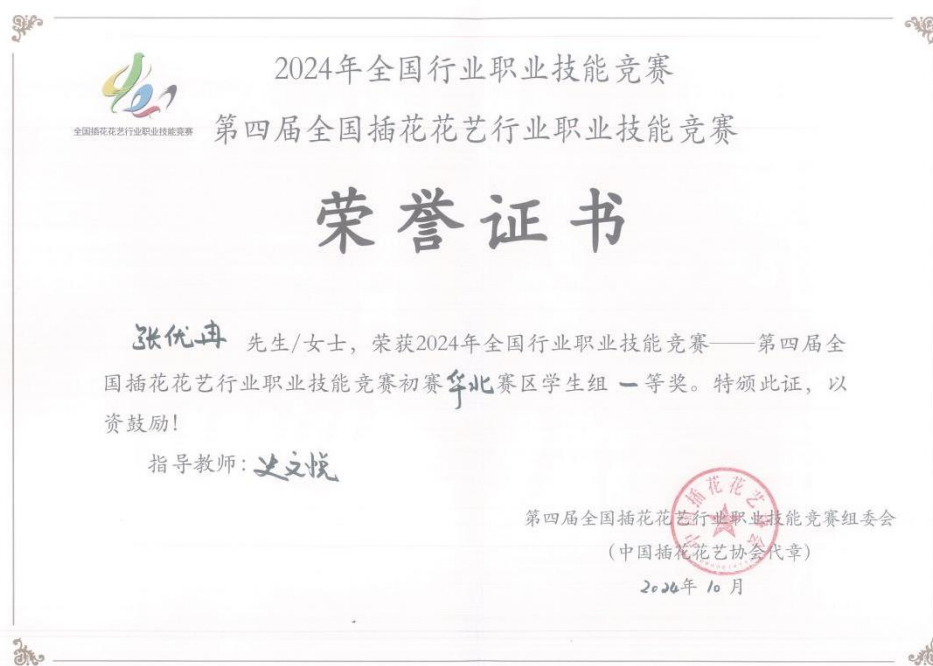 2024年全国行业职业技能竞赛
全国插花花艺行业职业技能竞赛
第四届全国插花花艺行业职业技能竞赛
荣誉证书
张优冉 先生/女士，荣获2024年全国行业职业技能竞赛——第四届全
国插花花艺行业职业技能竞赛初赛华北赛区学生组 一等奖。特颁此证，以
资鼓励！
指导教师：史文悦
中国插花花艺协会
第四届全国插花花艺行业职业技能竞赛组委会
（中国插花花艺协会代章）
2024年 10 月